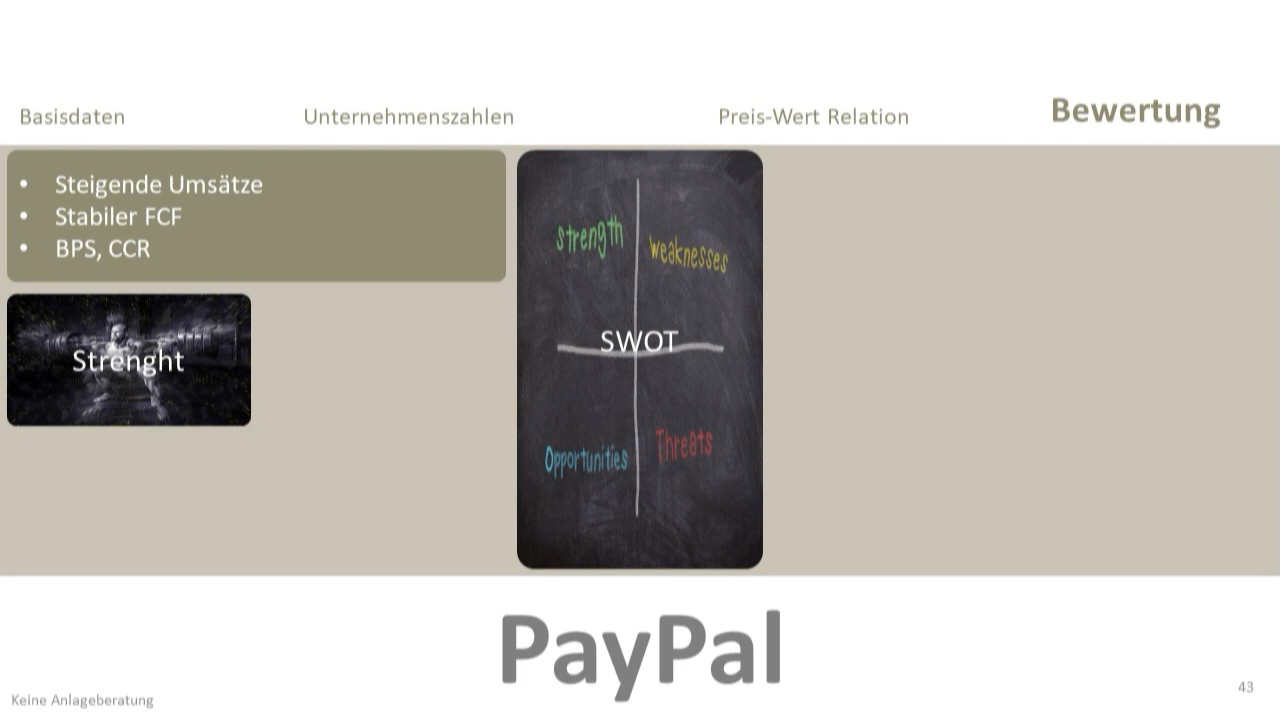 Basisdaten Unternehmenszahlen Preis-Wert Relation Bewertung
• Steigende Umsätze
• Stabiler FCF
• BPS, CCR
Strenght
strength
weaknesses
SWOT
Opportunities
Threats
PayPal
Keine Anlageberatung
43